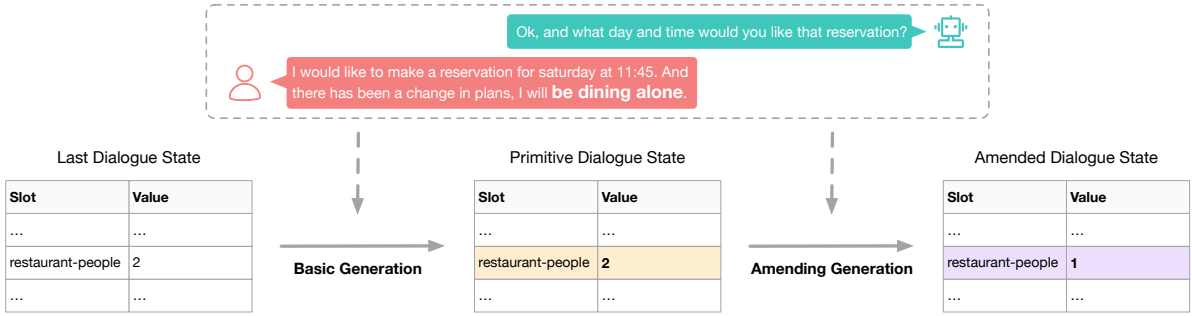 Ok, and what day and time would you like that reservation?
I would like to make a reservation for saturday at 11:45. And
there has been a change in plans, I will be dining alone.
Last Dialogue State
Primitive Dialogue State
Amended Dialogue State
Slot Value
... ...
restaurant-people 2
... ...
Basic Generation
Slot Value
... ...
restaurant-people 2
... ...
Amending Generation
Slot Value
... ...
restaurant-people 1
... ...